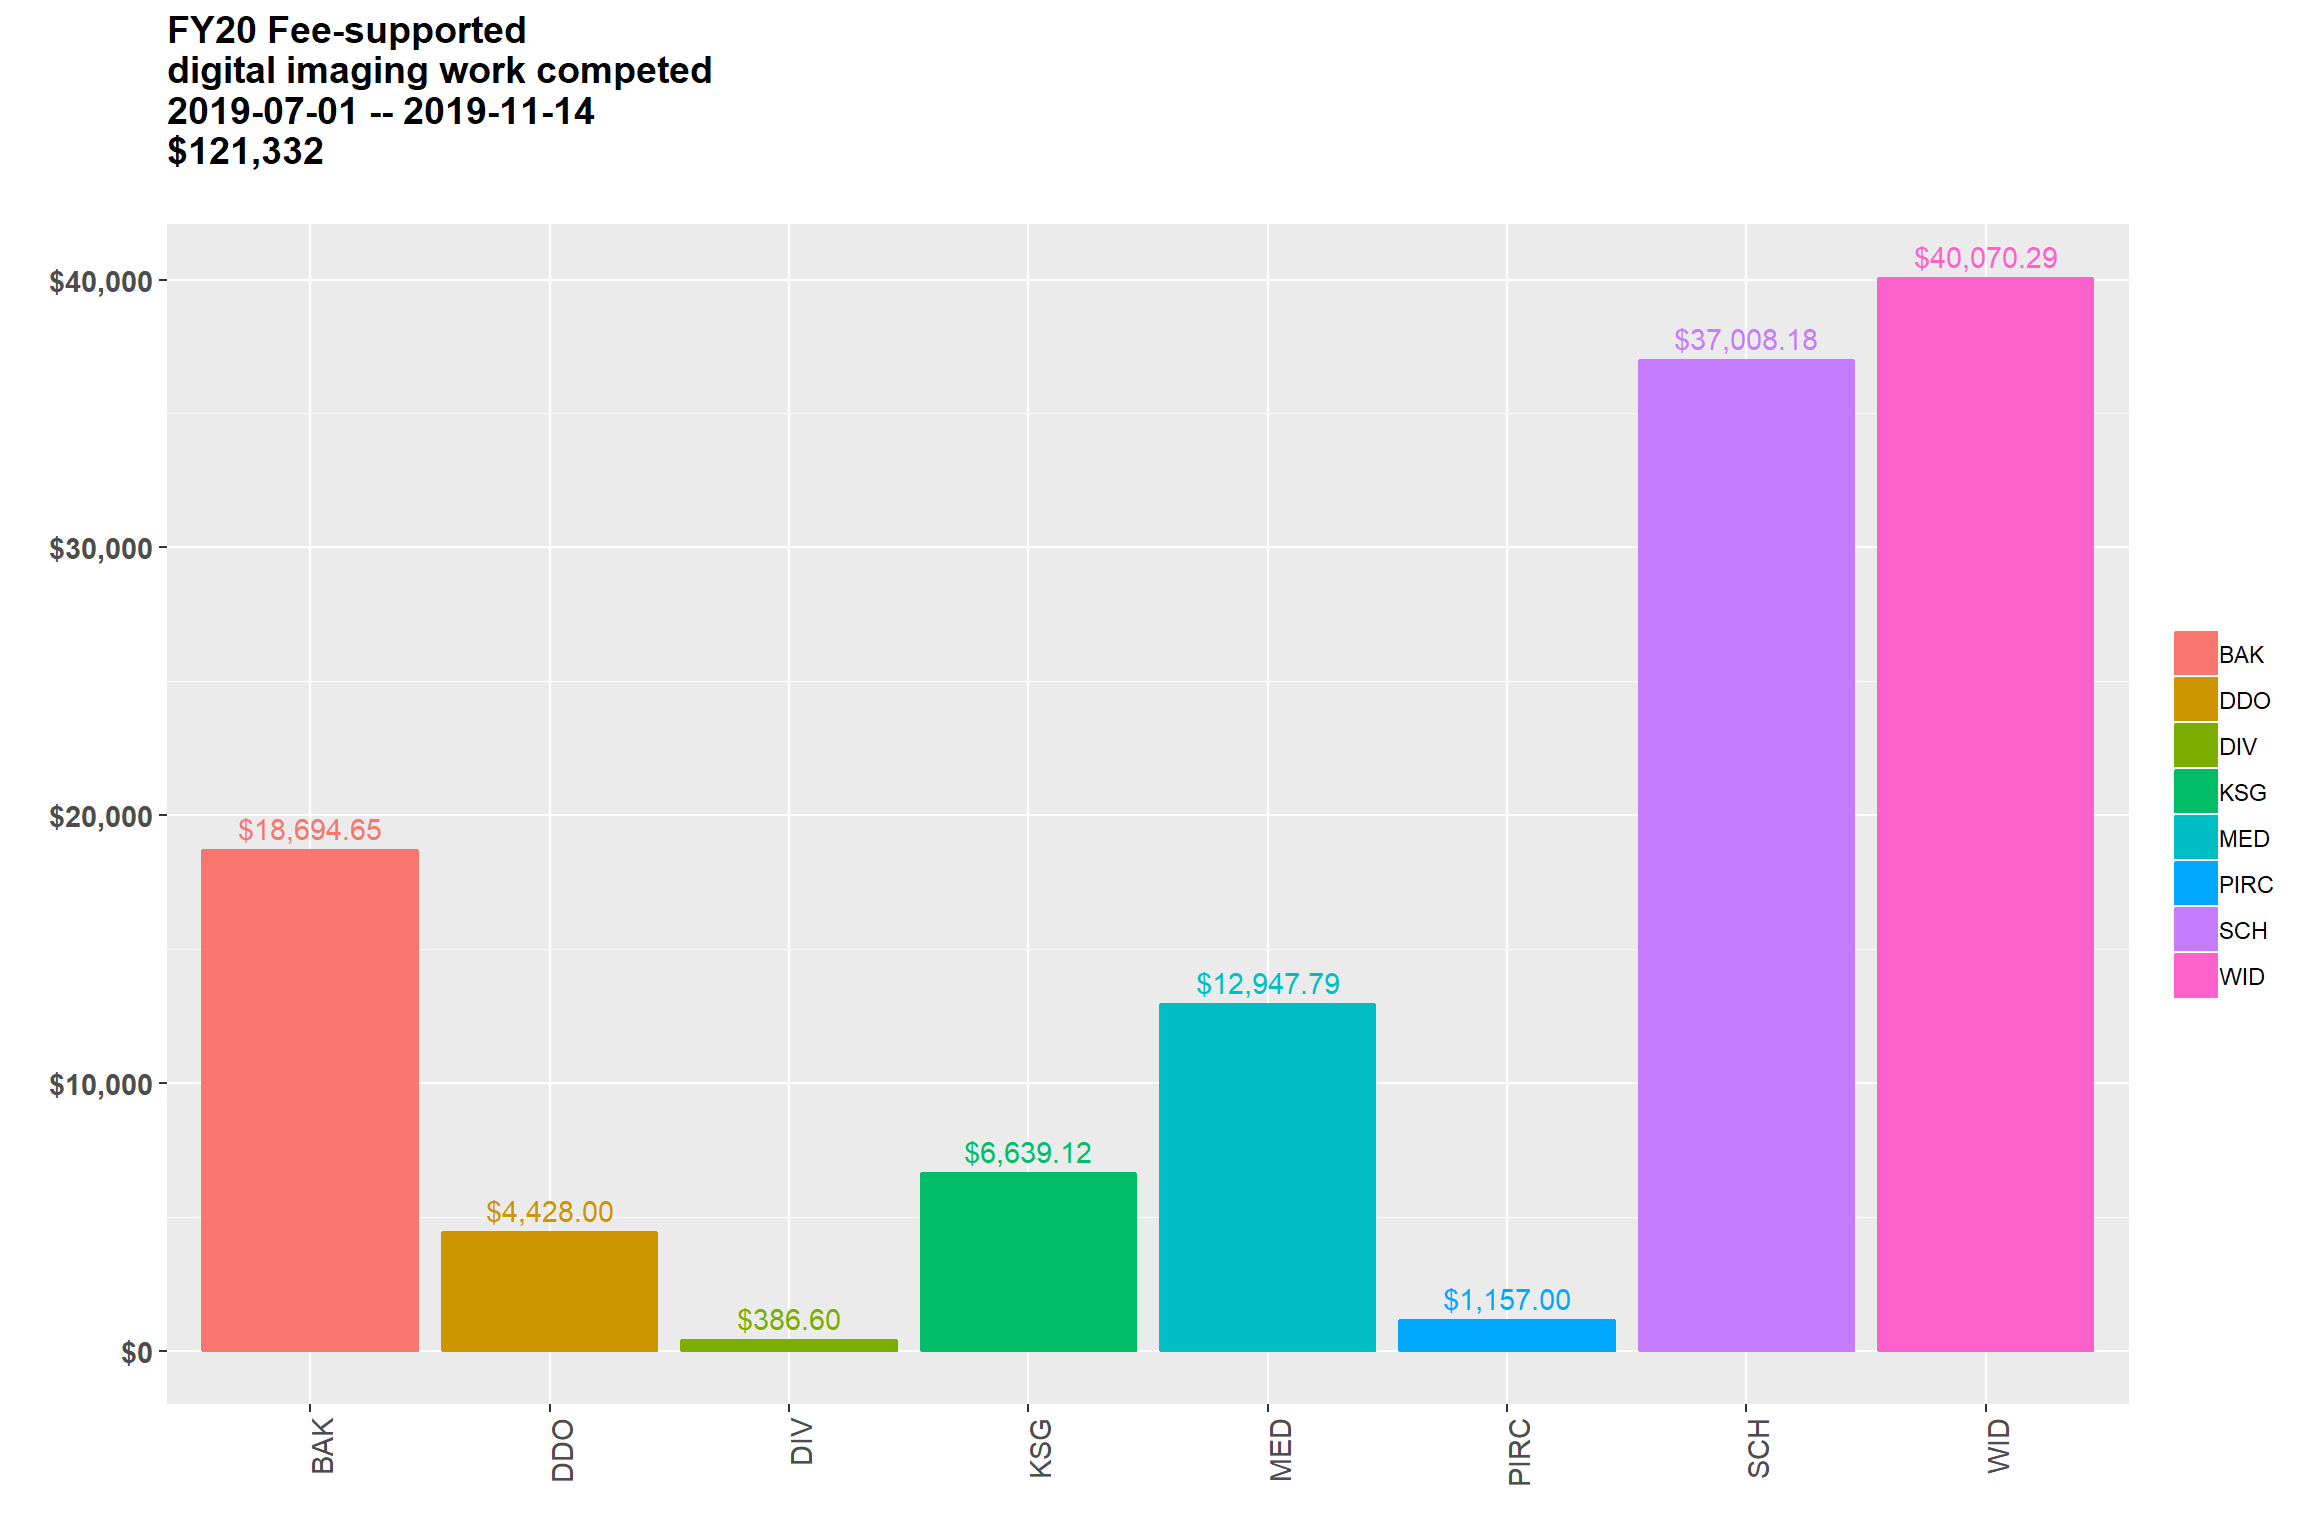 FY20 Fee-supported
digital imaging work competed
2019-07-01 -- 2019-11-14
$121,332
$40,000
$30,000
$20,000
$10,000
$0
$18,694.65
$4,428.00
$386.60
$6,639.12
$12,947.79
$1,157.00
$37,008.18
$40,070.29
BAK
DDO
DIV
KSG
MED
PIRC
SCH
WID
BAK
DDO
DIV
KSG
MED
PIRC
SCH
WID